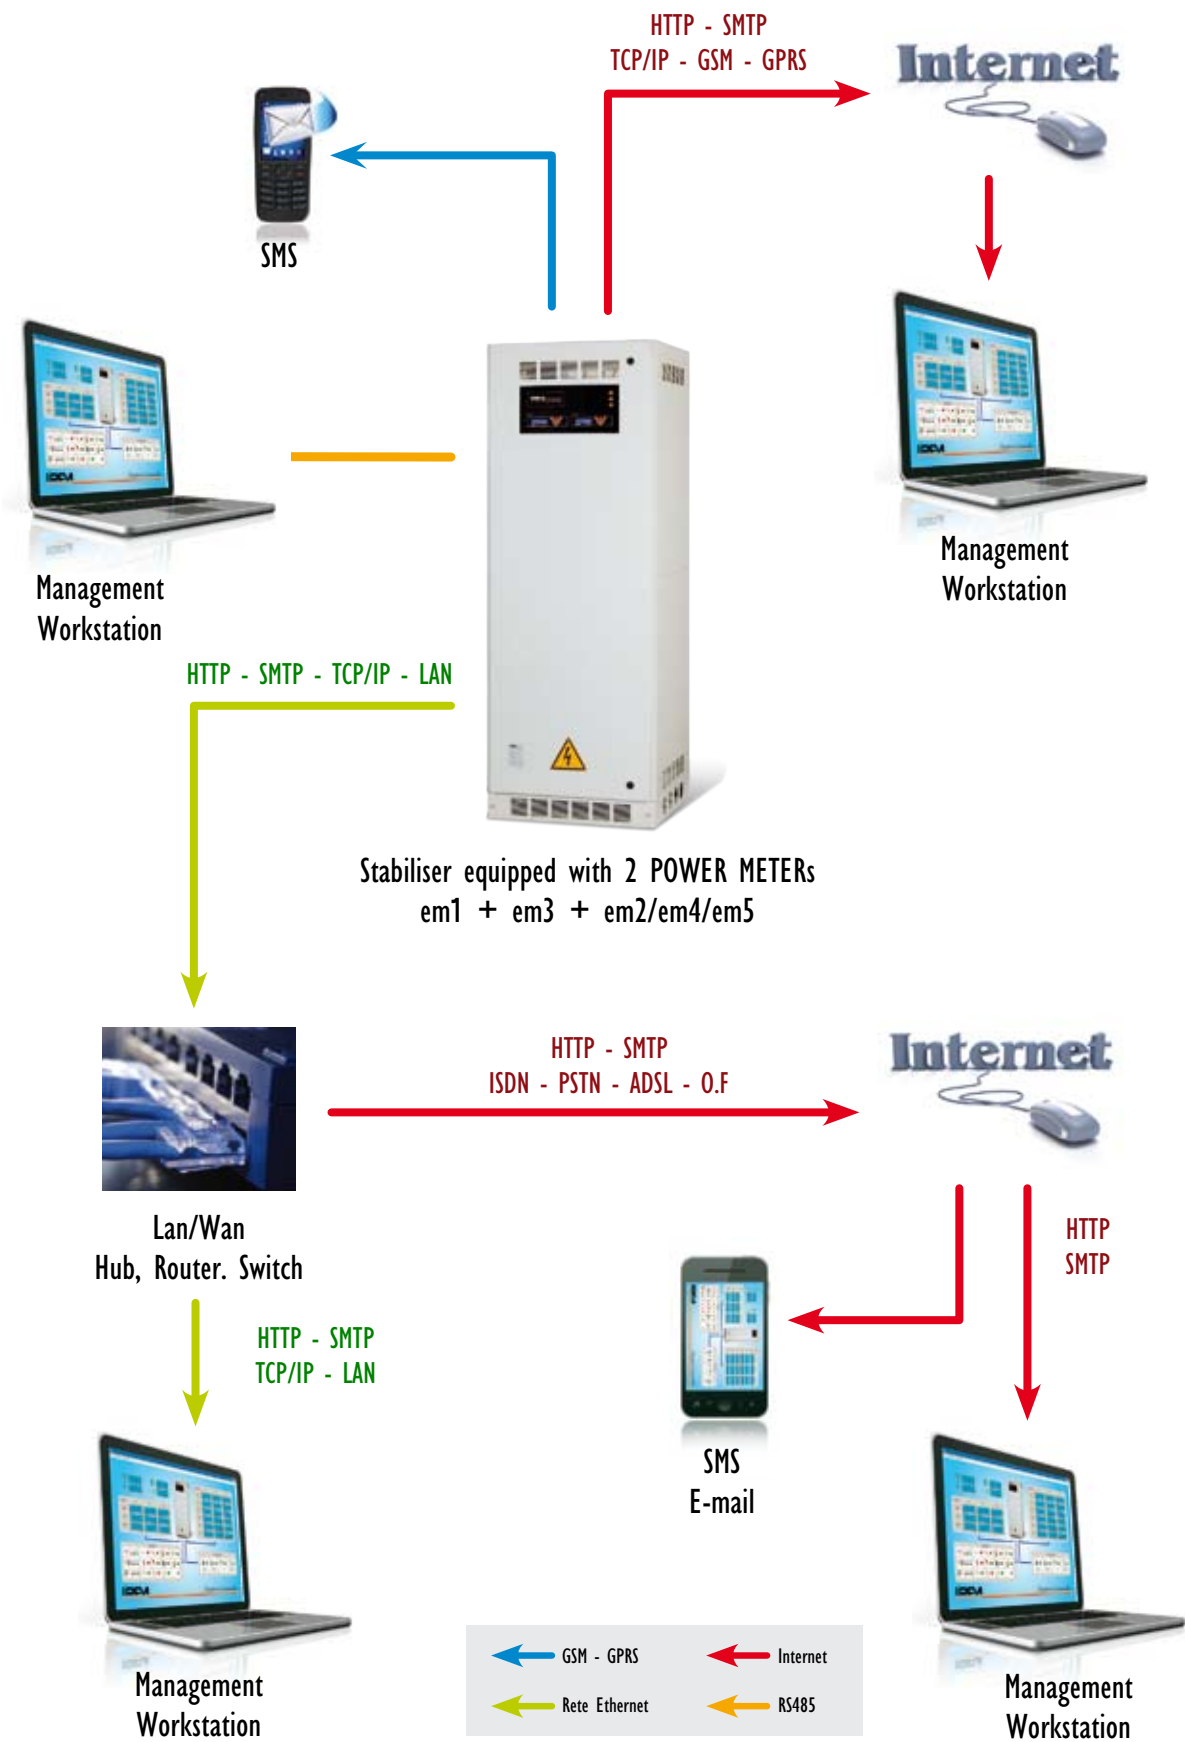 HTTP - SMTP
TCP/IP - GSM - GPRS
Internet
SMS
Management
Workstation
Management
Workstation
HTTP - SMTP - TCP/IP - LAN
Stabiliser equipped with 2 POWER METERs
em1 + em3 + em2/em4/em5
HTTP - SMTP
ISDN - PSTN - ADSL - O.F
Internet
Lan/Wan
Hub, Router. Switch
HTTP
SMTP
HTTP - SMTP
TCP/IP - LAN
SMS
E-mail
GSM - GPRS
Internet
Rete Ethernet
RS485
Management
Workstation
Management
Workstation